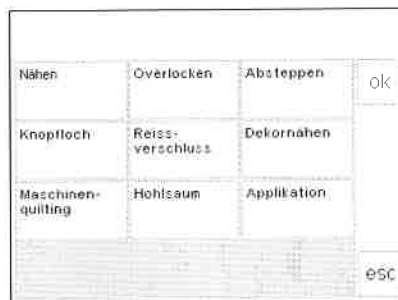 Nähen
Overlocken
Absteppen
ok
Knopfloch
Reiss-
verschluss
Dekornähen
Maschinen-
quilting
Hohlsaum
Applikation
esc